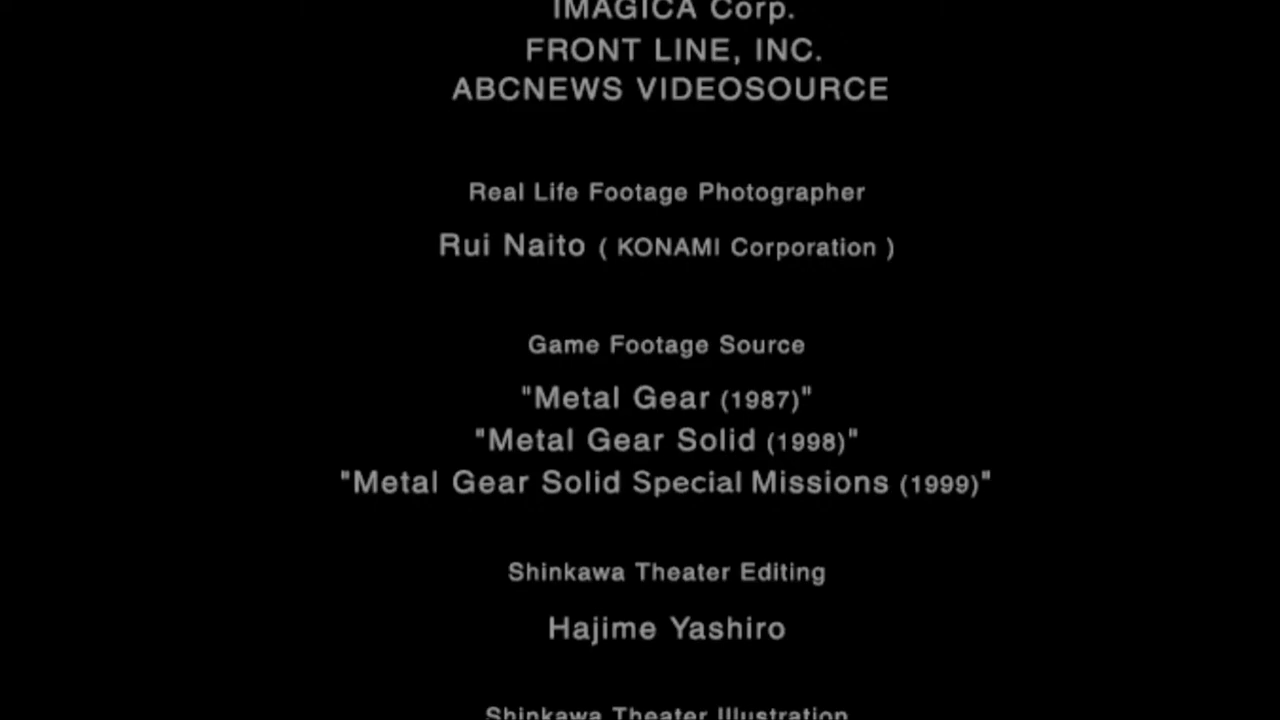 IMAGICA Corp.
FRONT LINE, INC.
ABCNEWS VIDEOSOURCE
Real Life Footage Photographer
Rui Naito ( KONAMI Corporation )
Game Footage Source
"Metal Gear (1987)"
"Metal Gear Solid (1998)"
"Metal Gear Solid Special Missions (1999)"
Shinkawa Theater Editing
Hajime Yashiro
Shinkawa Theater Illustration